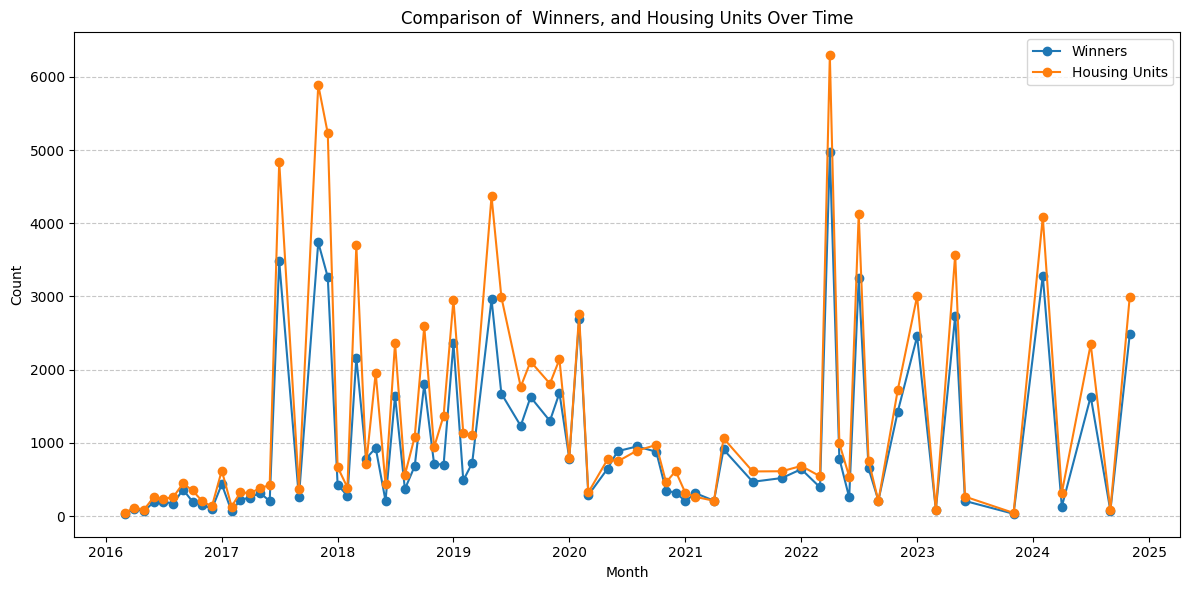 Comparison of  Winners, and Housing Units Over Time
Winners
Housing Units
Count
6000
5000
4000
3000
2000
1000
0
2016 2017 2018 2019 2020 2021 2022 2023 2024 2025
Month